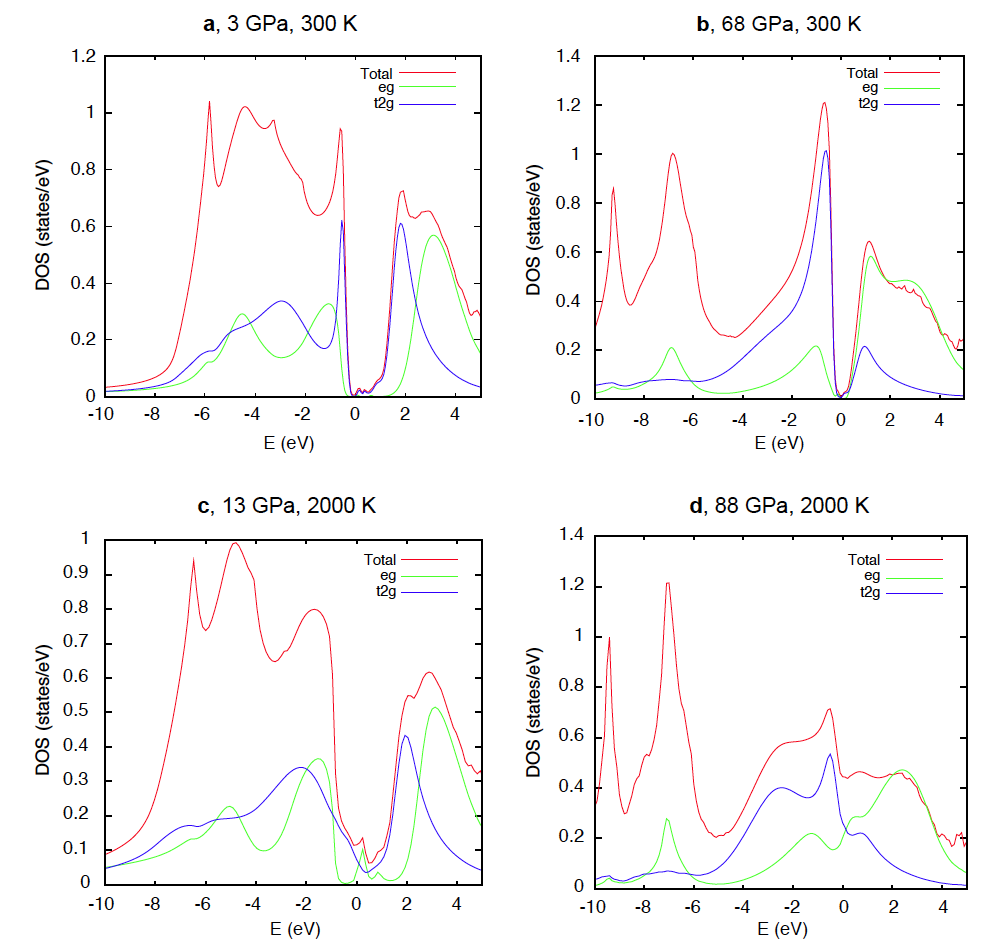 a, 3 GPa, 300 K
1.2
1
0.8
0.6
0.4
0.2
0
-10 -8 -6 -4 -2 0 2 4
DOS (states/eV)
E (eV)
Total
eg
t2g
b, 68 GPa, 300 K
1.4
1.2
1
0.8
0.6
0.4
0.2
0
-10 -8 -6 -4 -2 0 2 4
DOS (states/eV)
E (eV)
Total
eg
t2g
c, 13 GPa, 2000 K
1
0.9
0.8
0.7
0.6
0.5
0.4
0.3
0.2
0.1
0
-10 -8 -6 -4 -2 0 2 4
DOS (states/eV)
E (eV)
Total
eg
t2g
d, 88 GPa, 2000 K
1.4
1.2
1
0.8
0.6
0.4
0.2
0
-10 -8 -6 -4 -2 0 2 4
DOS (states/eV)
E (eV)
Total
eg
t2g